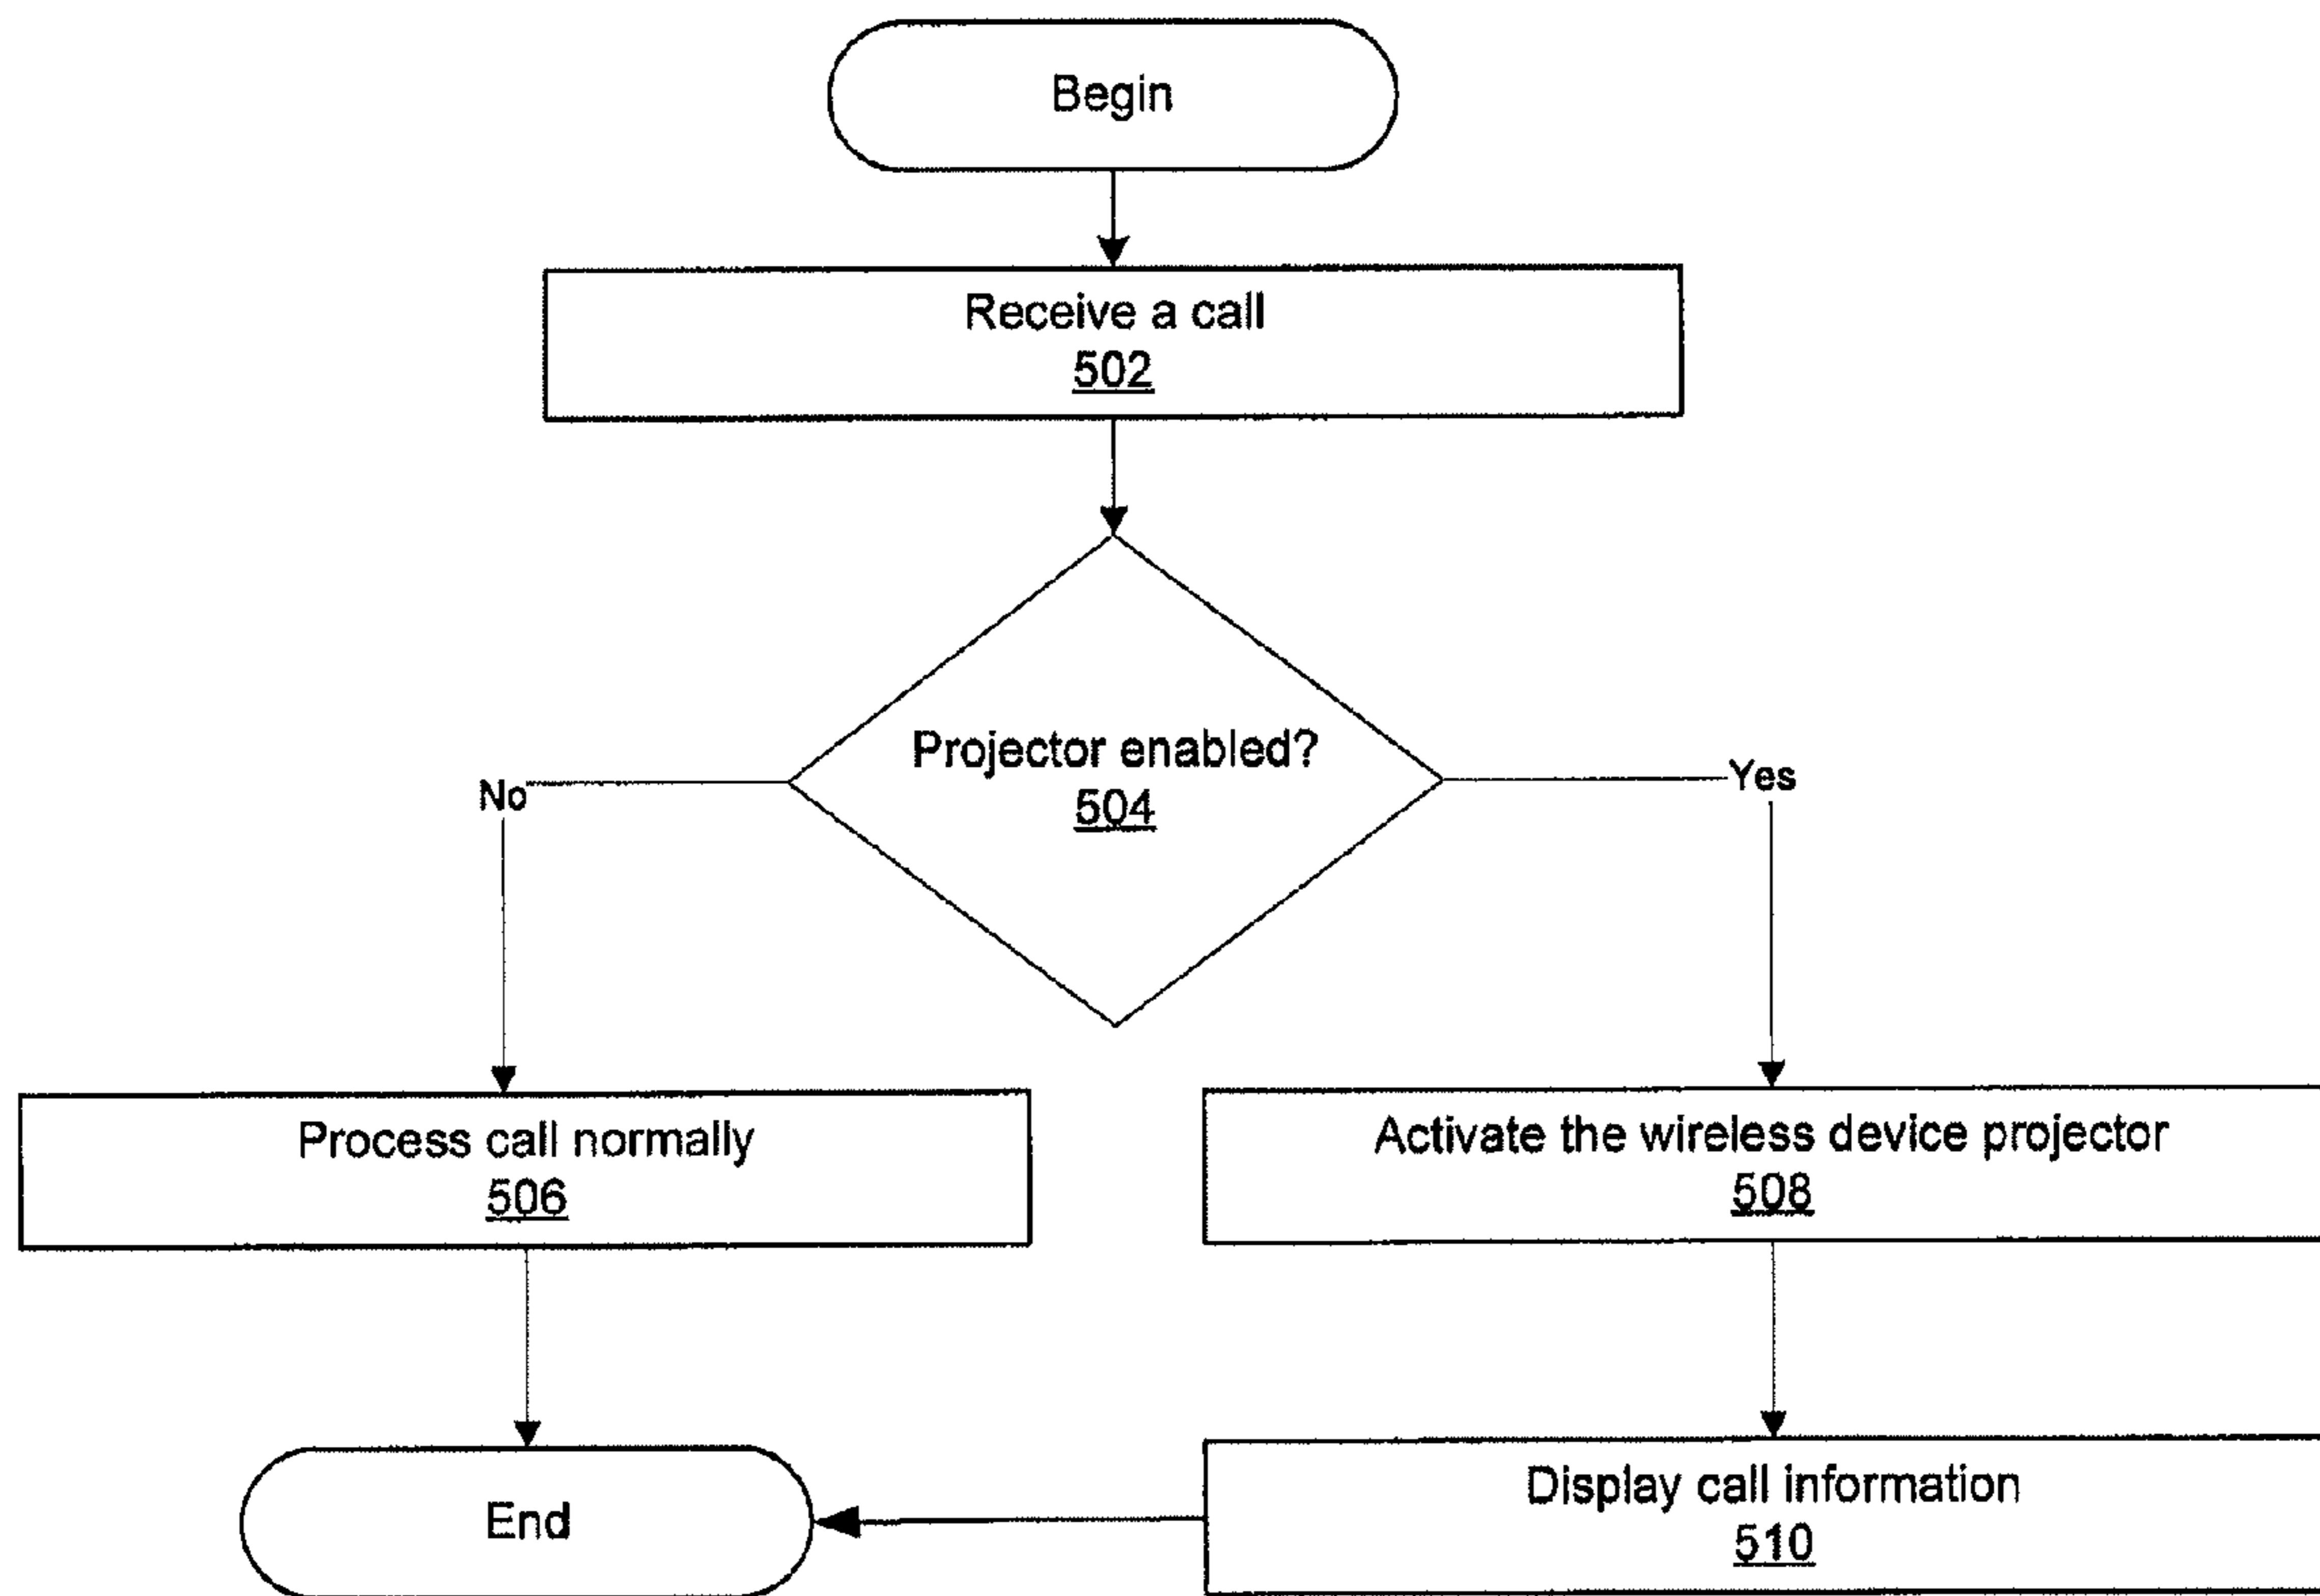 Begin
Receive a call
502
Projector enabled?
504
No
Yes
Process call normally
506
Activate the wireless device projector
508
End
Display call information
510